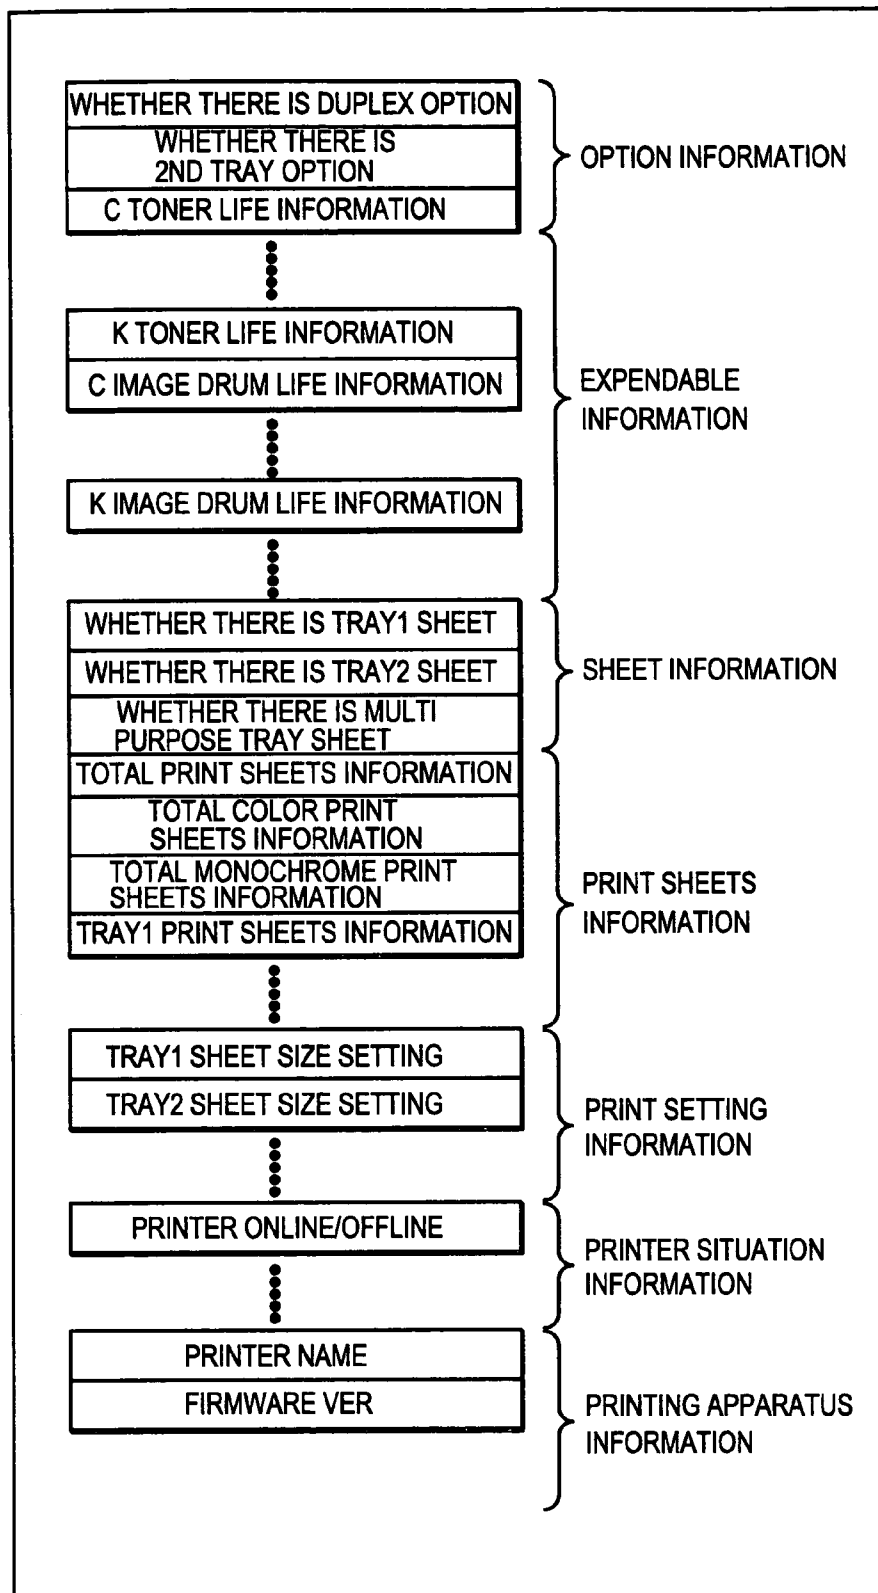 WHETHER THERE IS DUPLEX OPTION
WHETHER THERE IS
2ND TRAY OPTION
C TONER LIFE INFORMATION
OPTION INFORMATION
K TONER LIFE INFORMATION
C IMAGE DRUM LIFE INFORMATION
K IMAGE DRUM LIFE INFORMATION
EXPENDABLE
INFORMATION
WHETHER THERE IS TRAY1 SHEET
WHETHER THERE IS TRAY2 SHEET
WHETHER THERE IS MULTI
PURPOSE TRAY SHEET
SHEET INFORMATION
TOTAL PRINT SHEETS INFORMATION
TOTAL COLOR PRINT
SHEETS INFORMATION
TOTAL MONOCHROME PRINT
SHEETS INFORMATION
TRAY1 PRINT SHEETS INFORMATION
PRINT SHEETS
INFORMATION
TRAY1 SHEET SIZE SETTING
TRAY2 SHEET SIZE SETTING
PRINT SETTING
INFORMATION
PRINTER ONLINE/OFFLINE
PRINTER SITUATION
INFORMATION
PRINTER NAME
FIRMWARE VER
PRINTING APPARATUS
INFORMATION